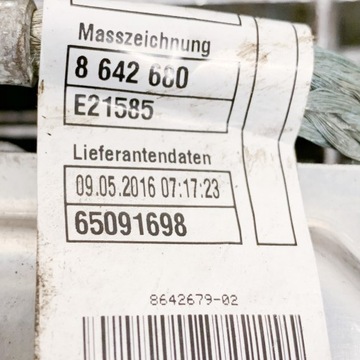 Masszeichnung
8 642 680
E21585
Lieferantendaten
09.05.2016 07:17:23
65091698
8642679-02